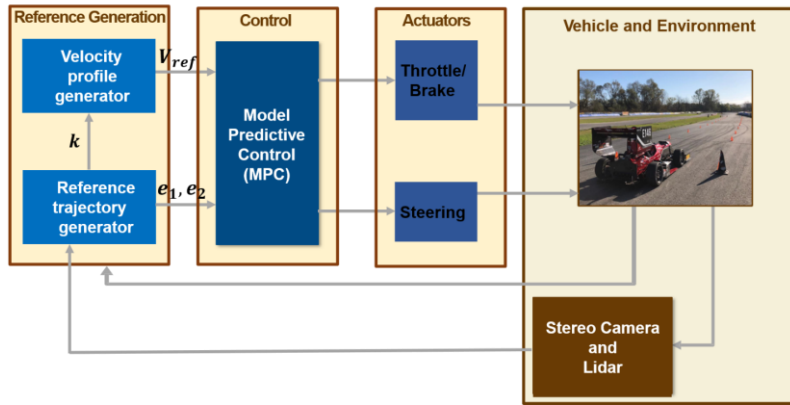 Reference Generation
Velocity
profile
generator
V_ref
k
Reference
trajectory
generator
e_1, e_2
Control
Model
Predictive
Control
(MPC)
Actuators
Throttle/
Brake
Steering
Vehicle and Environment
Stereo Camera
and
Lidar